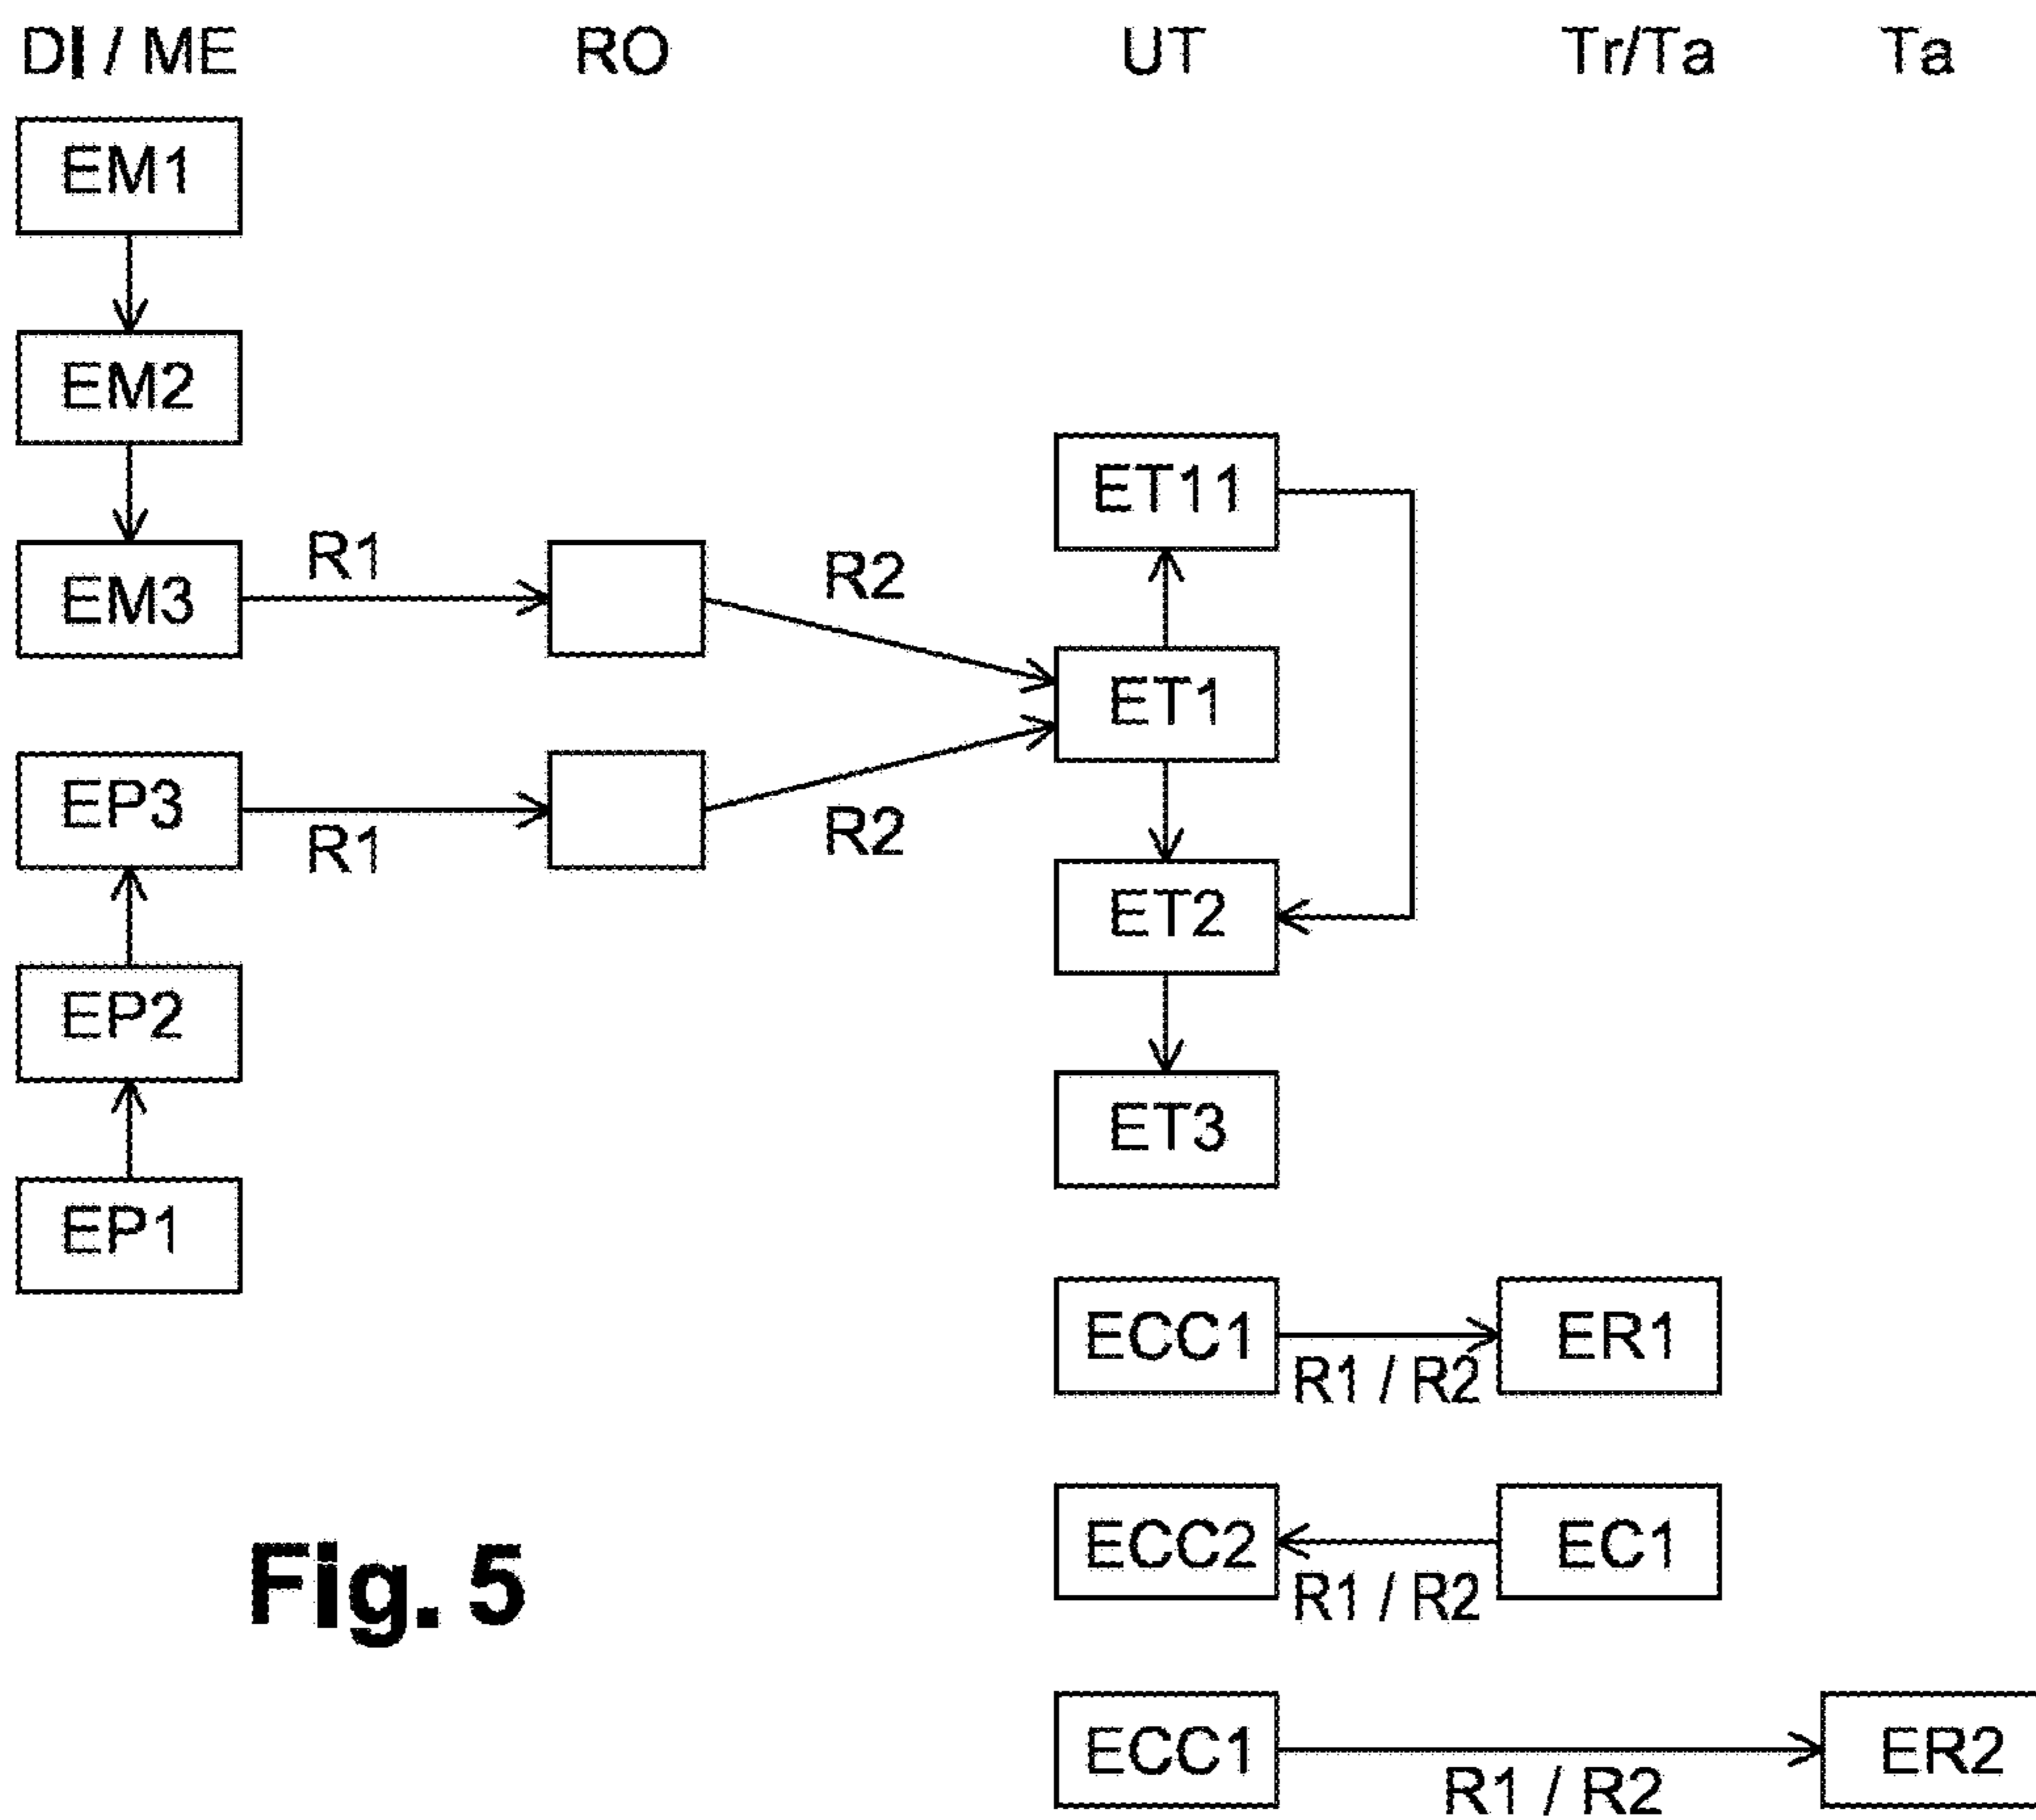 DI / ME RO UT Tr/Ta Ta
EM1
EM2
ET11
EM3 R1 R2
ET1
EP3 R1 R2
ET2
EP2
ET3
EP1
ECC1 R1 / R2 ER1
ECC2 R1 / R2 EC1
Fig. 5
ECC1 R1 / R2 ER2